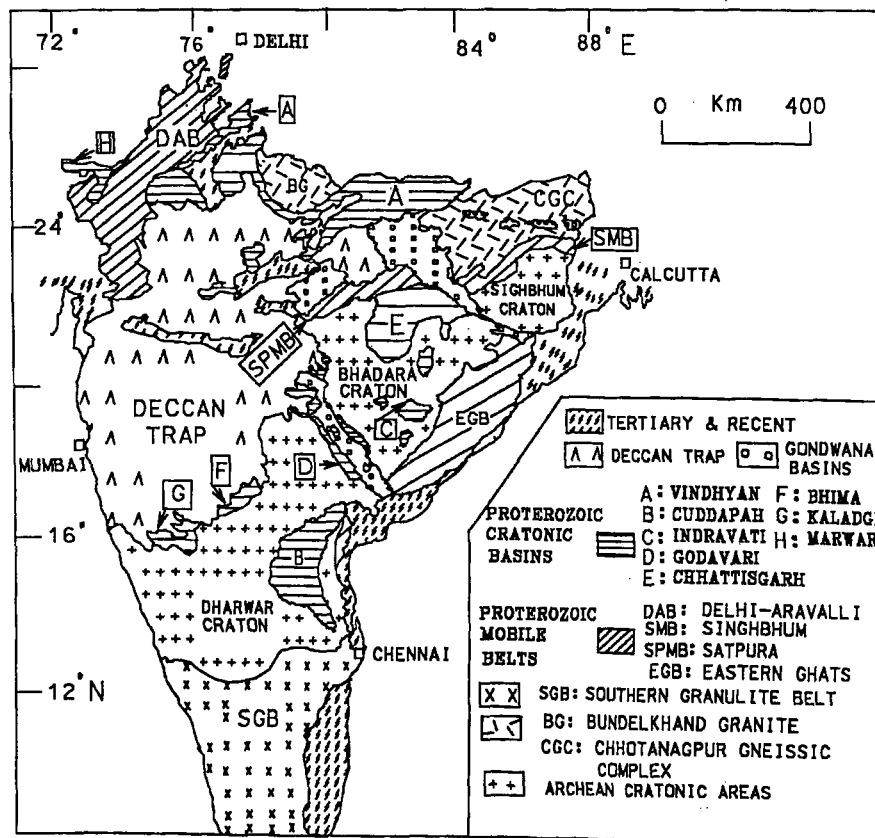 72° 76° 84° 88° E
DELHI
A
H
DAB
BG
A
CGC
24°
SMB
CALCUTTA
SIGHBHUM
CRATON
E
SPMB
BHADARA
CRATON
DECCAN
TRAP
EGB
C
MUMBAI
F
D
G
16°
B
DHARWAR
CRATON
CHENNAI
12° N
SGB
0 Km 400
TERTIARY & RECENT
DECCAN TRAP
GONDWANA
BASINS
PROTEROZOIC
CRATONIC
BASINS
A: VINDHYAN F: BHIMA
B: CUDDAPAH G: KALADGI
C: INDRAVATI H: MARWAR
D: GODAVARI
E: CHHATTISGARH
PROTEROZOIC
MOBILE
BELTS
DAB: DELHI-ARAVALLI
SMB: SINGHBHUM
SPMB: SATPURA
EGB: EASTERN GHATS
SGB: SOUTHERN GRANULITE BELT
BG: BUNDELKHAND GRANITE
CGC: CHHOTANAGPUR GNEISSIC
COMPLEX
ARCHEAN CRATONIC AREAS